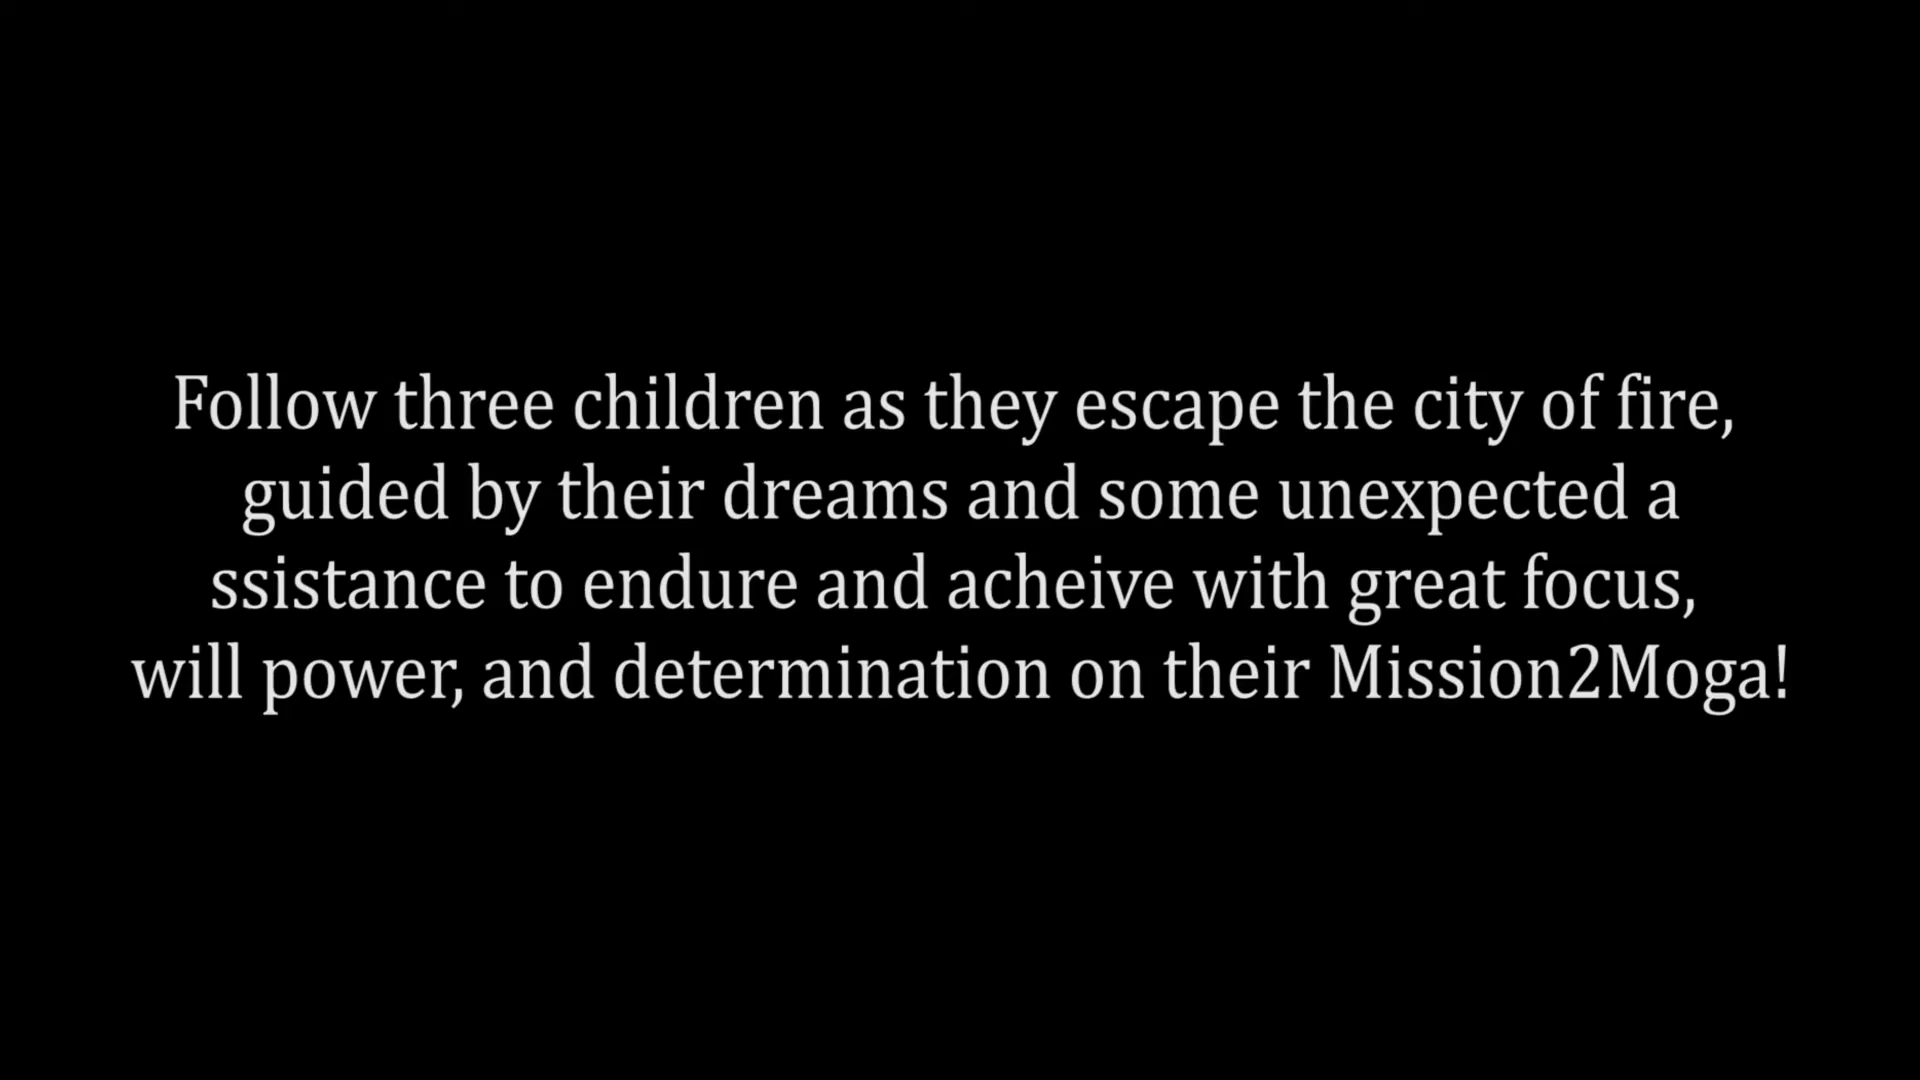 Follow three children as they escape the city of fire,
guided by their dreams and some unexpected a
ssistance to endure and acheive with great focus,
will power, and determination on their Mission2Moga!